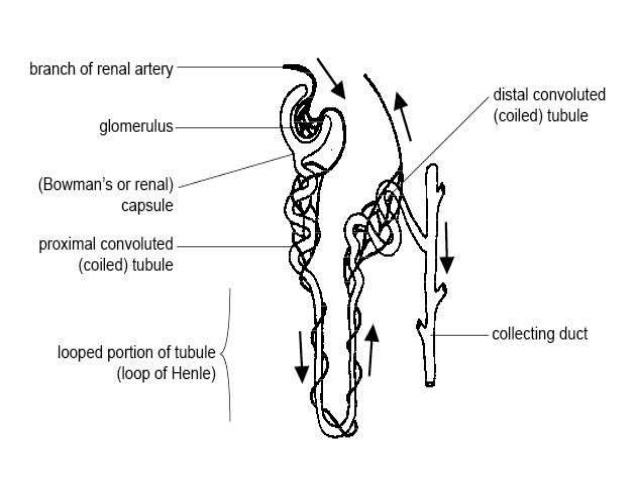 branch of renal artery
glomerulus
(Bowman's or renal)
capsule
proximal convoluted
(coiled) tubule
looped portion of tubule
(loop of Henle)
distal convoluted
(coiled) tubule
collecting duct